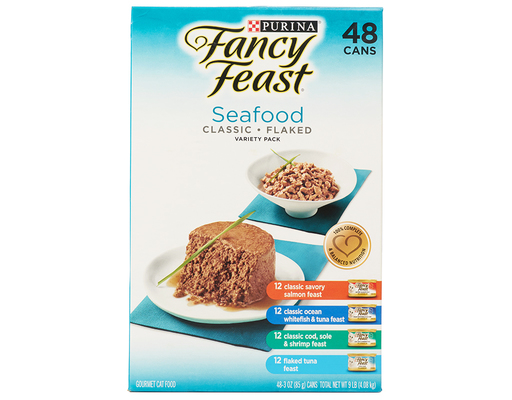 PURINA
Fancy
Feast®
48
CANS
Seafood
CLASSIC • FLAKED
VARIETY PACK
100% COMPLETE
& BALANCED NUTRITION
12 classic savory
salmon feast
12 classic ocean
whitefish & tuna feast
12 classic cod, sole
& shrimp feast
12 flaked tuna
feast
GOURMET CAT FOOD
48-3 OZ (85 g) CANS TOTAL NET WT 9 LB (4.08 kg)